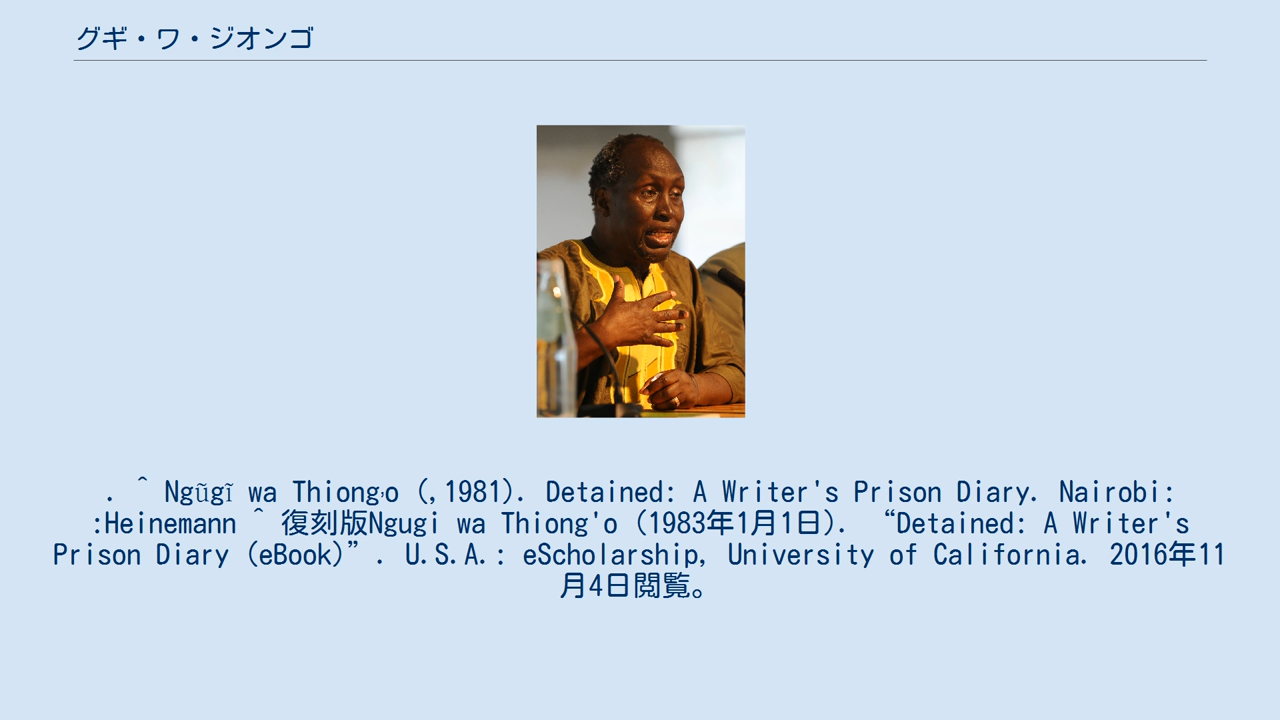 グギ・ワ・ジオンゴ
. ^ Ngũgĩ wa Thiong'o (,1981). Detained: A Writer's Prison Diary. Nairobi:
:Heinemann ^ 復刻版Ngugi wa Thiong'o (1983年1月1日). “Detained: A Writer's
Prison Diary (eBook)”. U.S.A.: eScholarship, University of California. 2016年11
月4日閲覧。